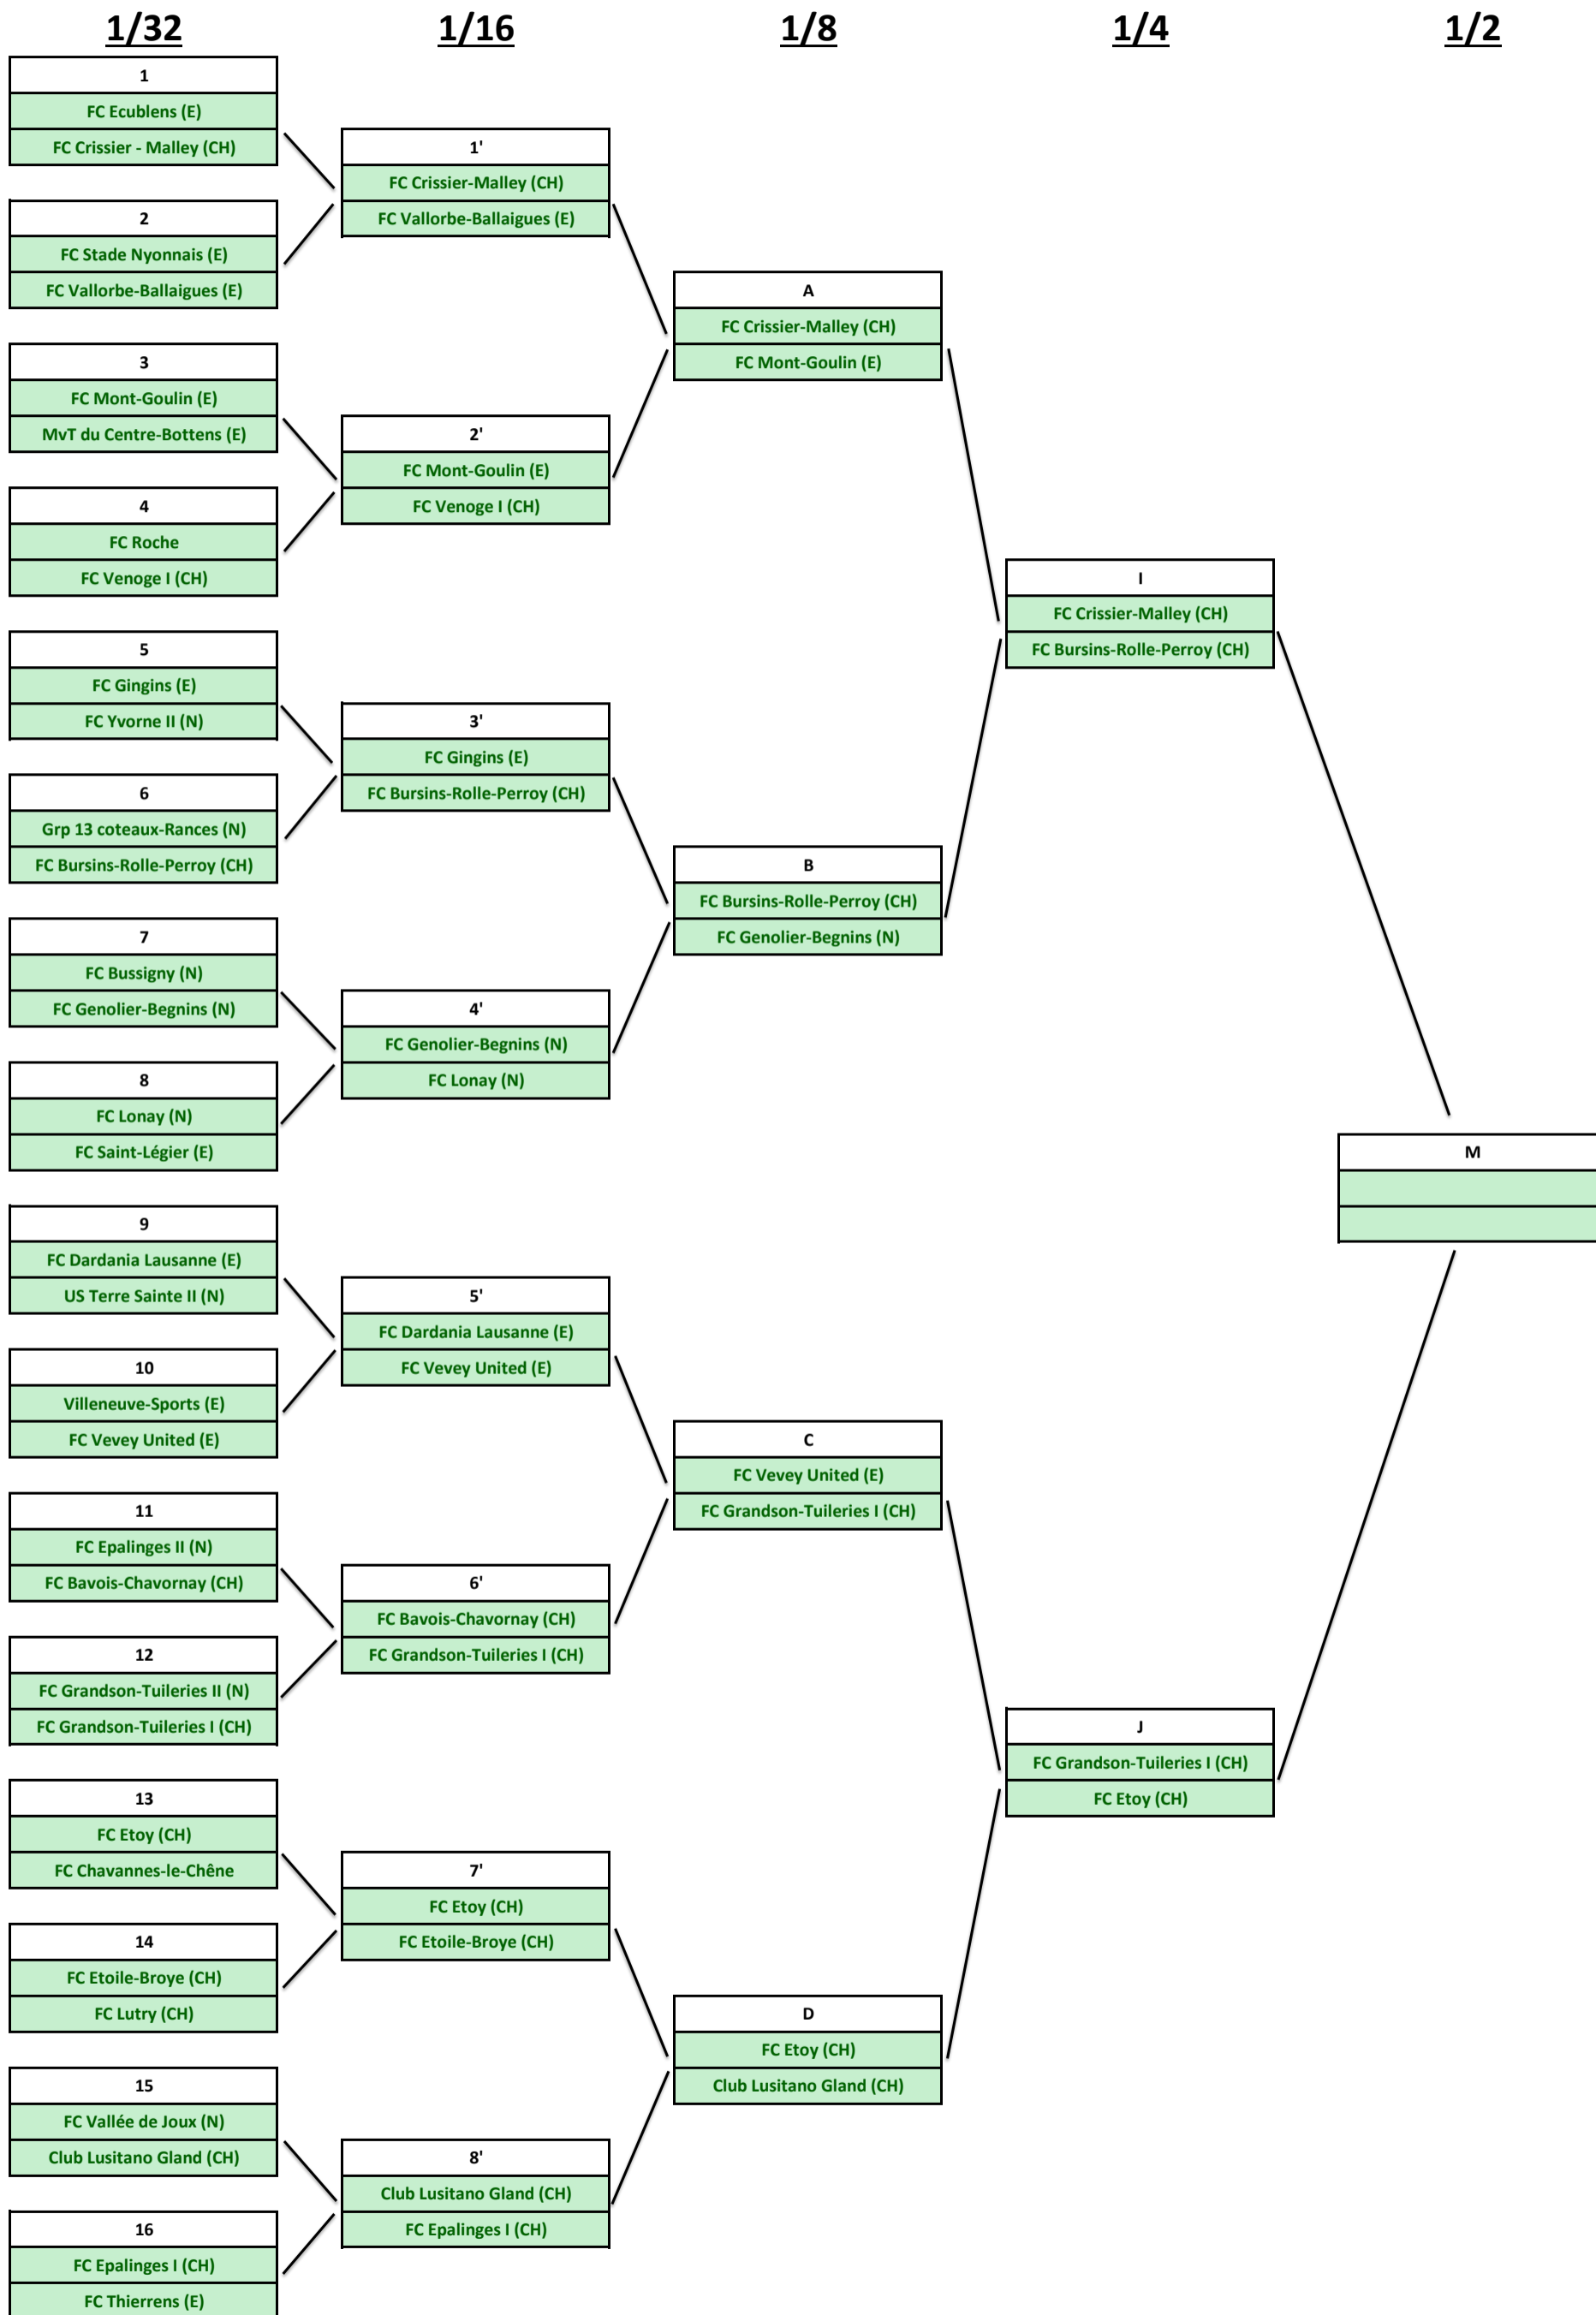 1/32
1/16
1/8
1/4
1/2
1
FC Ecublens (E)
FC Crissier - Malley (CH)
2
FC Stade Nyonnais (E)
FC Vallorbe-Ballaigues (E)
3
FC Mont-Goulin (E)
MvT du Centre-Bottens (E)
4
FC Roche
FC Venoge I (CH)
5
FC Gingins (E)
FC Yvorne II (N)
6
Grp 13 coteaux-Rances (N)
FC Bursins-Rolle-Perroy (CH)
7
FC Bussigny (N)
FC Genolier-Begnins (N)
8
FC Lonay (N)
FC Saint-Légier (E)
9
FC Dardania Lausanne (E)
US Terre Sainte II (N)
10
Villeneuve-Sports (E)
FC Vevey United (E)
11
FC Epalinges II (N)
FC Bavois-Chavornay (CH)
12
FC Grandson-Tuileries II (N)
FC Grandson-Tuileries I (CH)
13
FC Etoy (CH)
FC Chavannes-le-Chêne
14
FC Etoile-Broye (CH)
FC Lutry (CH)
15
FC Vallée de Joux (N)
Club Lusitano Gland (CH)
16
FC Epalinges I (CH)
FC Thierrens (E)
1'
FC Crissier-Malley (CH)
FC Vallorbe-Ballaigues (E)
2'
FC Mont-Goulin (E)
FC Venoge I (CH)
3'
FC Gingins (E)
FC Bursins-Rolle-Perroy (CH)
4'
FC Genolier-Begnins (N)
FC Lonay (N)
5'
FC Dardania Lausanne (E)
FC Vevey United (E)
6'
FC Bavois-Chavornay (CH)
FC Grandson-Tuileries I (CH)
7'
FC Etoy (CH)
FC Etoile-Broye (CH)
8'
Club Lusitano Gland (CH)
FC Epalinges I (CH)
A
FC Crissier-Malley (CH)
FC Mont-Goulin (E)
B
FC Bursins-Rolle-Perroy (CH)
FC Genolier-Begnins (N)
C
FC Vevey United (E)
FC Grandson-Tuileries I (CH)
D
FC Etoy (CH)
Club Lusitano Gland (CH)
I
FC Crissier-Malley (CH)
FC Bursins-Rolle-Perroy (CH)
J
FC Grandson-Tuileries I (CH)
FC Etoy (CH)
M